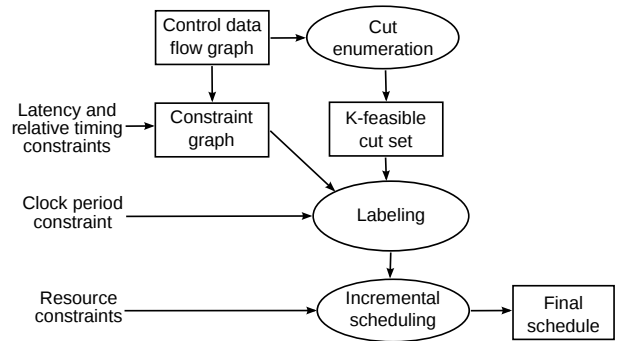 Control data
flow graph
Cut
enumeration
Latency and
relative timing
constraints
Constraint
graph
K-feasible
cut set
Clock period
constraint
Labeling
Resource
constraints
Incremental
scheduling
Final
schedule